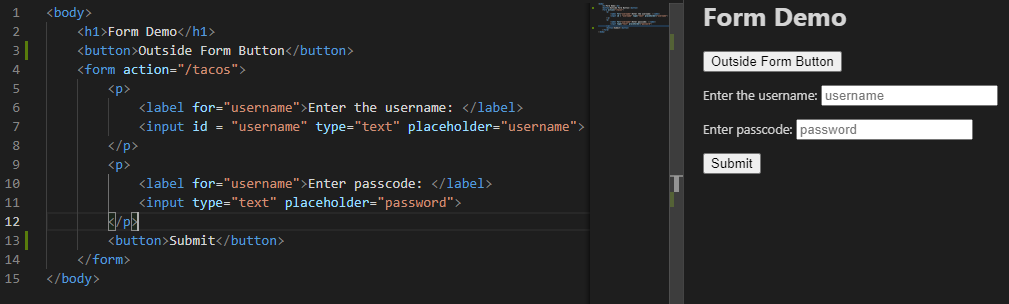 1 <body>
2     <h1>Form Demo</h1>
3     <button>Outside Form Button</button>
4     <form action="/tacos">
5         <p>
6             <label for="username">Enter the username: </label>
7             <input id = "username" type="text" placeholder="username">
8         </p>
9         <p>
10             <label for="username">Enter passcode: </label>
11             <input type="text" placeholder="password">
12         </p>
13         <button>Submit</button>
14     </form>
15 </body>
Form Demo
Outside Form Button
Enter the username: username
Enter passcode: password
Submit